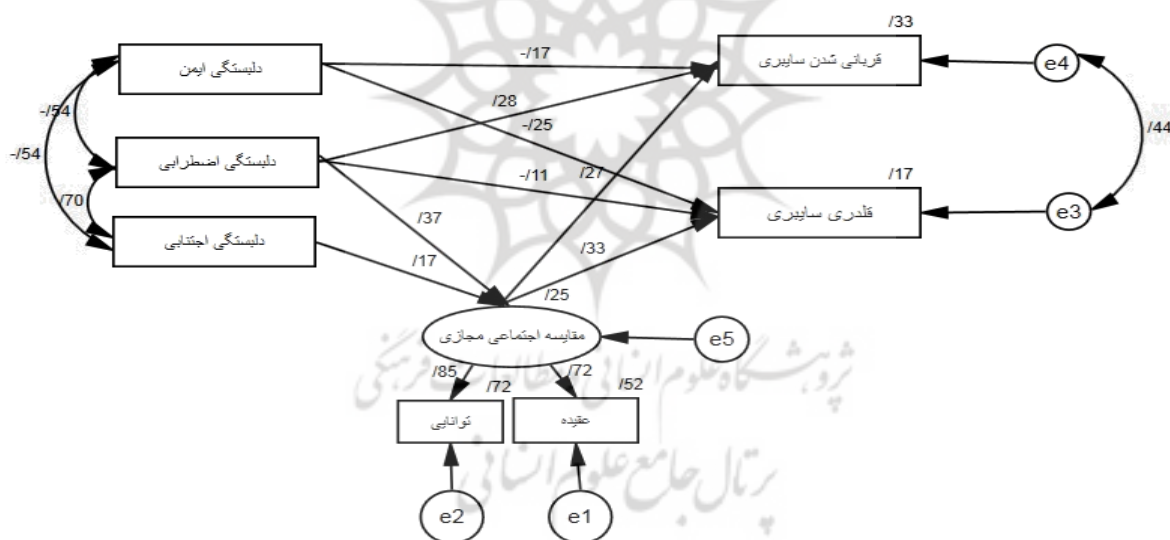 /33
-/17
دلبستگی ایمن
قربانی شدن سایبری
e4
/28
-/54
-/25
/44
-/54
دلبستگی اضطرابی
-/11
/27
/17
/70
قلدری سایبری
e3
/37
دلبستگی اجتنابی
/33
/17
/25
مقایسه اجتماعی مجازی
e5
/85
/72
/72
/52
توانایی
عقیده
e2
e1
پژوهشگاه علوم انسانی و مطالعات فرهنگی
پرتال جامع علوم انسانی